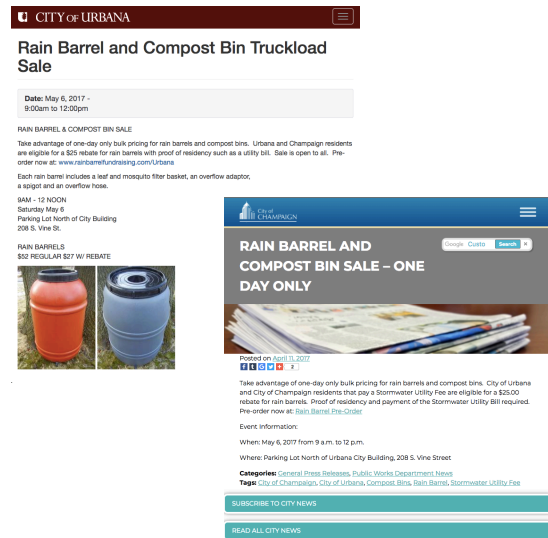 CITY OF URBANA
Rain Barrel and Compost Bin Truckload
Sale
Date: May 6, 2017 -
9:00am to 12:00pm
RAIN BARREL & COMPOST BIN SALE
Take advantage of one-day only bulk pricing for rain barrels and compost bins. Urbana and Champaign residents
are eligible for a $25 rebate for rain barrels with proof of residency such as a utility bill. Sale is open to all. Pre-
order now at: www.rainbarrelfundraising.com/Urbana
Each rain barrel includes a leaf and mosquito filter basket, an overflow adaptor,
a spigot and an overflow hose.
9AM - 12 NOON
Saturday May 6
Parking Lot North of City Building
208 S. Vine St.
RAIN BARRELS
$52 REGULAR $27 W/ REBATE
City of
CHAMPAIGN
RAIN BARREL AND
COMPOST BIN SALE – ONE
DAY ONLY
Google Custo Search ×
Posted on April 11, 2017
2
Take advantage of one-day only bulk pricing for rain barrels and compost bins. City of Urbana
and City of Champaign residents that pay a Stormwater Utility Fee are eligible for a $25.00
rebate for rain barrels. Proof of residency and payment of the Stormwater Utility Bill required.
Pre-order now at: Rain Barrel Pre-Order
Event Information:
When: May 6, 2017 from 9 a.m. to 12 p.m.
Where: Parking Lot North of Urbana City Building, 208 S. Vine Street
Categories: General Press Releases, Public Works Department News
Tags: City of Champaign, City of Urbana, Compost Bins, Rain Barrel, Stormwater Utility Fee
SUBSCRIBE TO CITY NEWS
READ ALL CITY NEWS